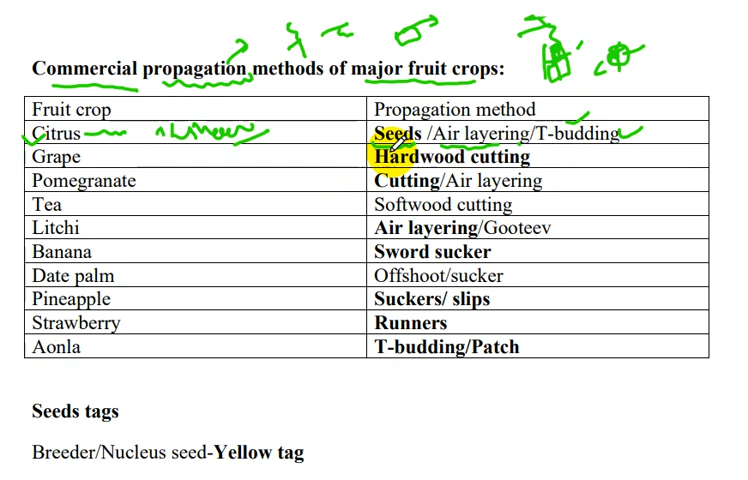 Commercial propagation methods of major fruit crops:
Fruit crop Propagation method
Citrus Seeds /Air layering/T-budding
Grape Hardwood cutting
Pomegranate Cutting/Air layering
Tea Softwood cutting
Litchi Air layering/Gooteev
Banana Sword sucker
Date palm Offshoot/sucker
Pineapple Suckers/ slips
Strawberry Runners
Aonla T-budding/Patch
Seeds tags
Breeder/Nucleus seed-Yellow tag